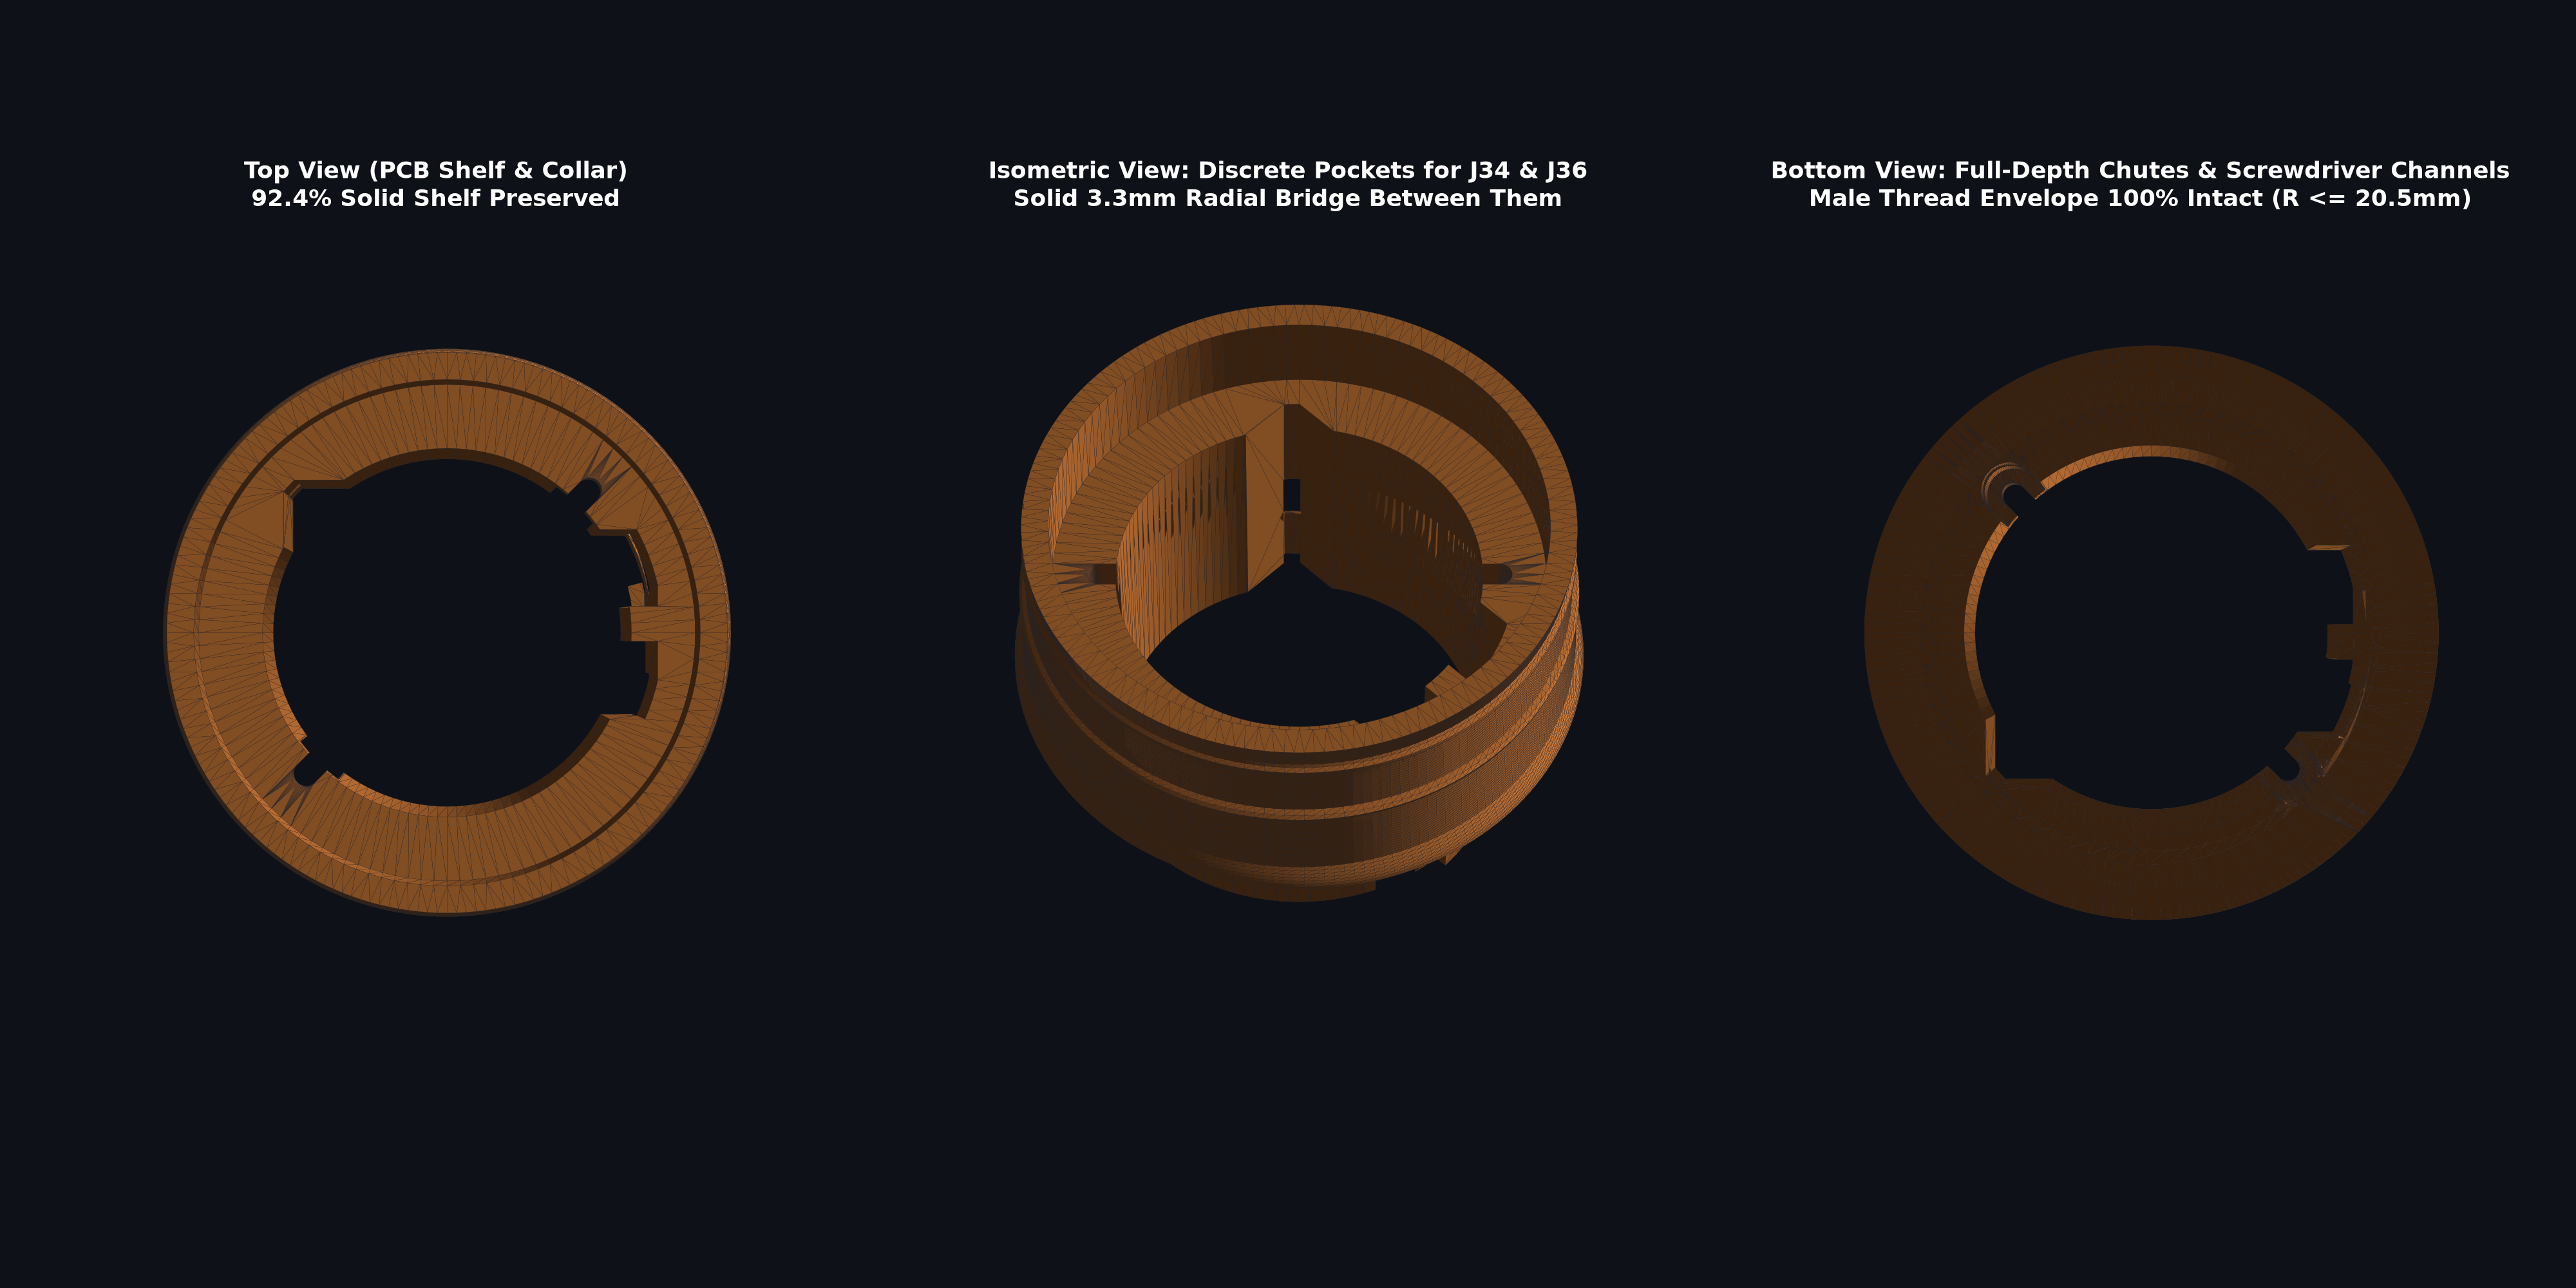 Top View (PCB Shelf & Collar)
92.4% Solid Shelf Preserved
Isometric View: Discrete Pockets for J34 & J36
Solid 3.3mm Radial Bridge Between Them
Bottom View: Full-Depth Chutes & Screwdriver Channels
Male Thread Envelope 100% Intact (R <= 20.5mm)